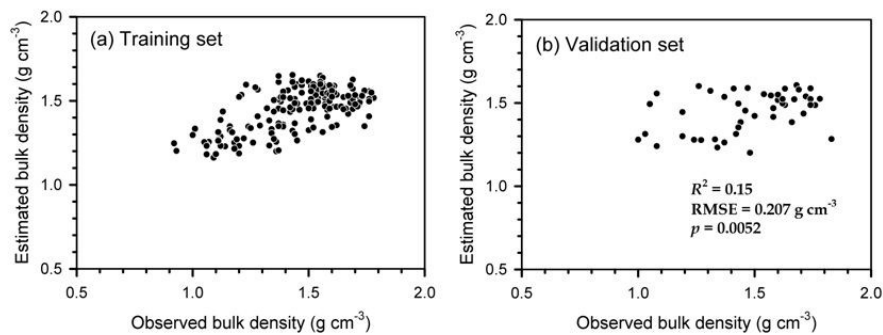 (a) Training set
Estimated bulk density (g cm⁻³)
2.0
1.5
1.0
0.5
0.5 1.0 1.5 2.0
Observed bulk density (g cm⁻³)
(b) Validation set
Estimated bulk density (g cm⁻³)
2.0
1.5
1.0
0.5
R² = 0.15
RMSE = 0.207 g cm⁻³
p = 0.0052
0.5 1.0 1.5 2.0
Observed bulk density (g cm⁻³)